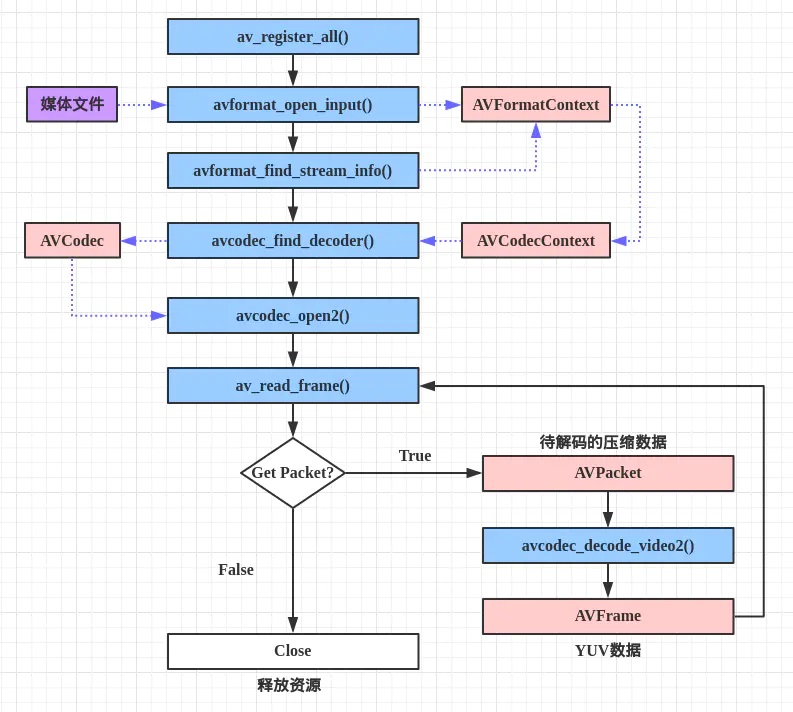 av_register_all()
媒体文件
avformat_open_input()
AVFormatContext
avformat_find_stream_info()
AVCodec
avcodec_find_decoder()
AVCodecContext
avcodec_open2()
av_read_frame()
Get Packet?
True
待解码的压缩数据
AVPacket
avcodec_decode_video2()
False
AVFrame
YUV数据
Close
释放资源